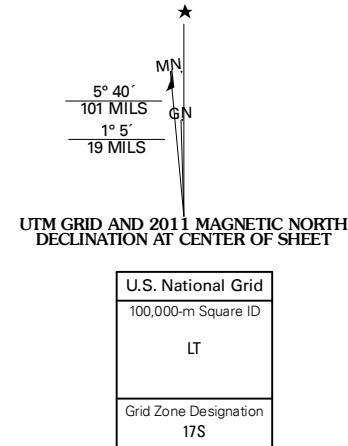 MN
5° 40´
101 MILS
GN
1° 5´
19 MILS
UTM GRID AND 2011 MAGNETIC NORTH
DECLINATION AT CENTER OF SHEET
U.S. National Grid
100,000-m Square ID
LT
Grid Zone Designation
17S